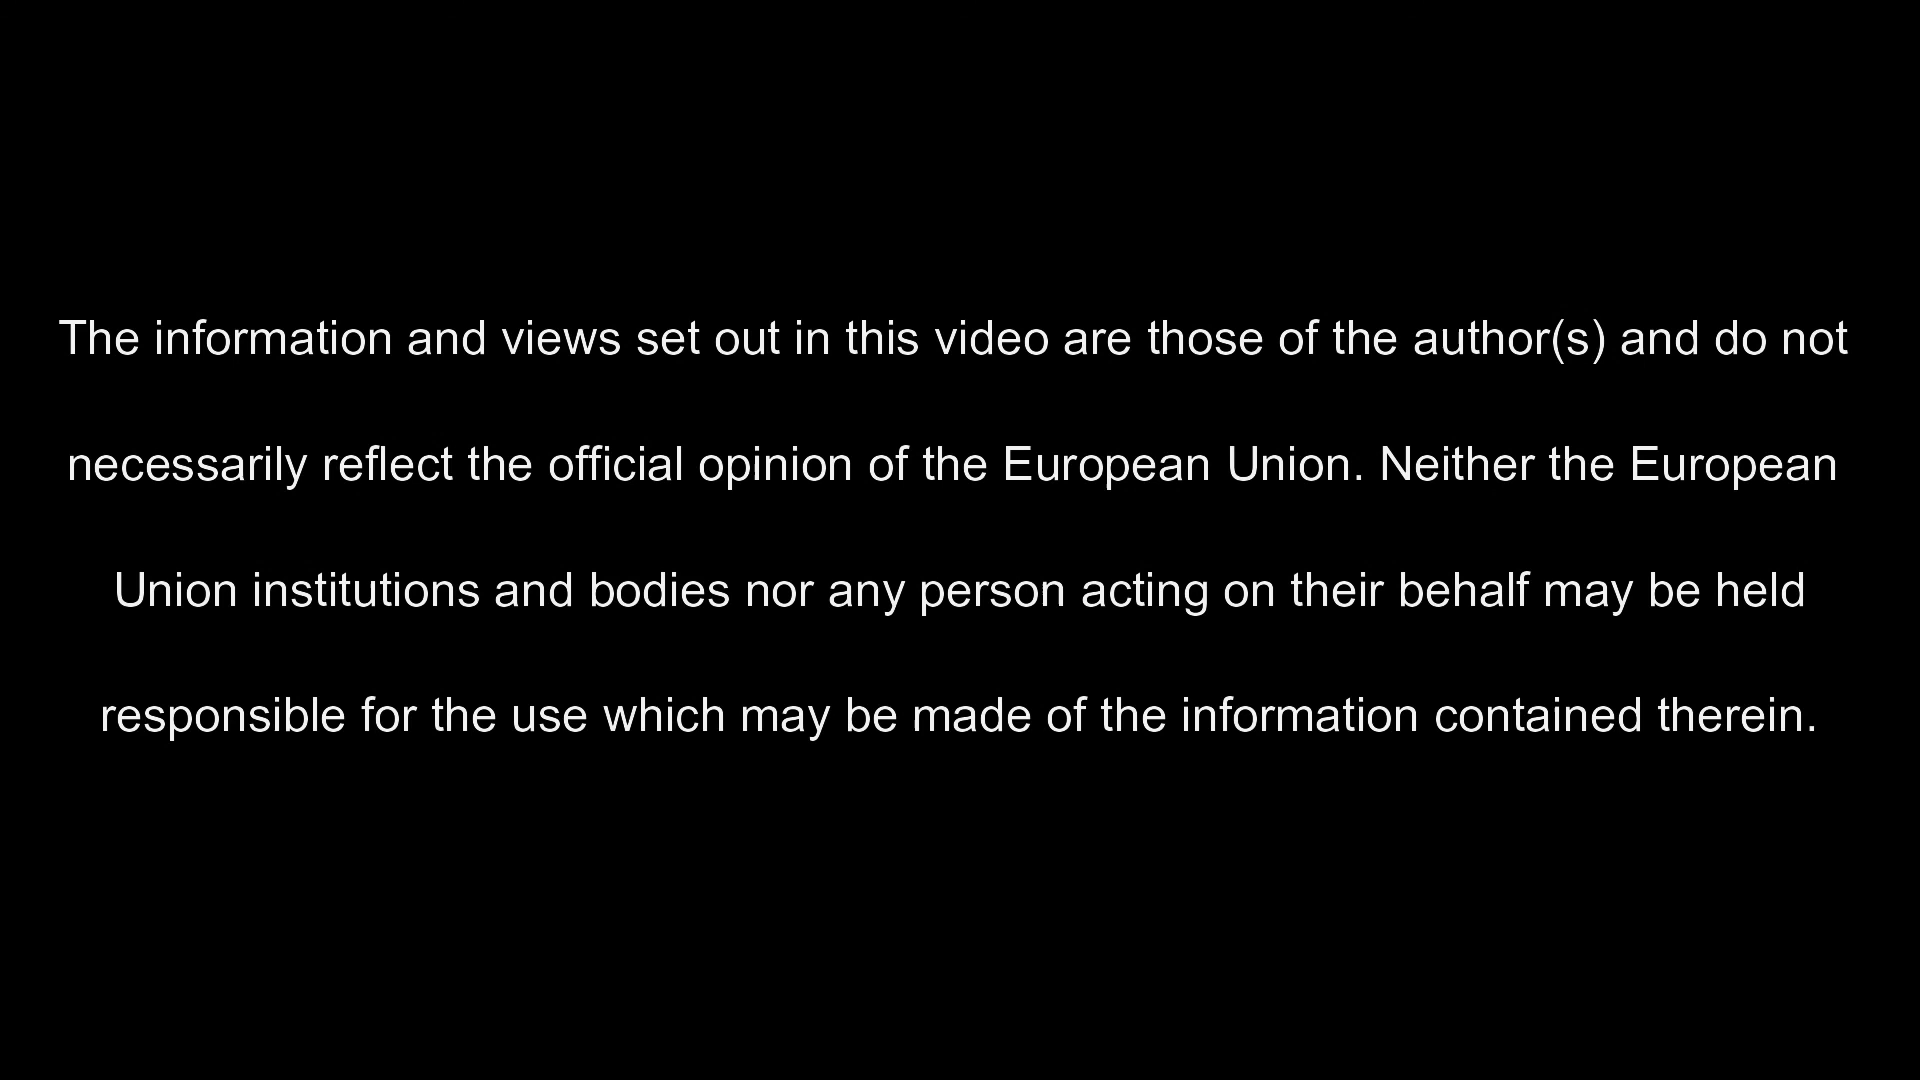 The information and views set out in this video are those of the author(s) and do not
necessarily reflect the official opinion of the European Union. Neither the European
Union institutions and bodies nor any person acting on their behalf may be held
responsible for the use which may be made of the information contained therein.